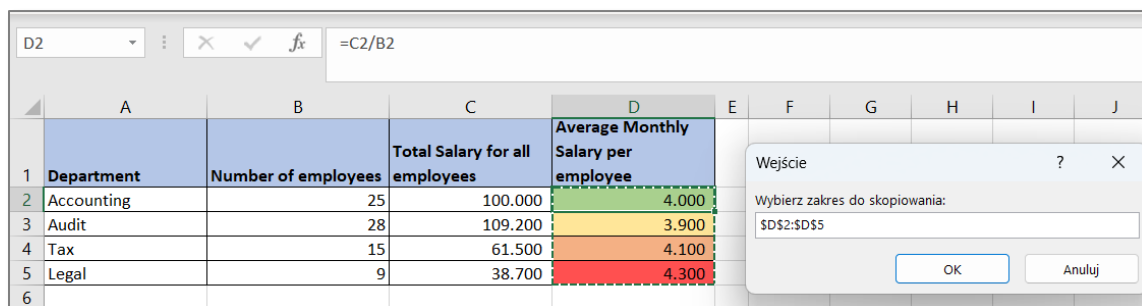 D2 fx =C2/B2
A B C D E F G H I J
1 Department Number of employees Total Salary for all employees Average Monthly Salary per employee
2 Accounting 25 100.000 4.000
3 Audit 28 109.200 3.900
4 Tax 15 61.500 4.100
5 Legal 9 38.700 4.300
6
Wejście ? X
Wybierz zakres do skopiowania:
$D$2:$D$5
OK Anuluj